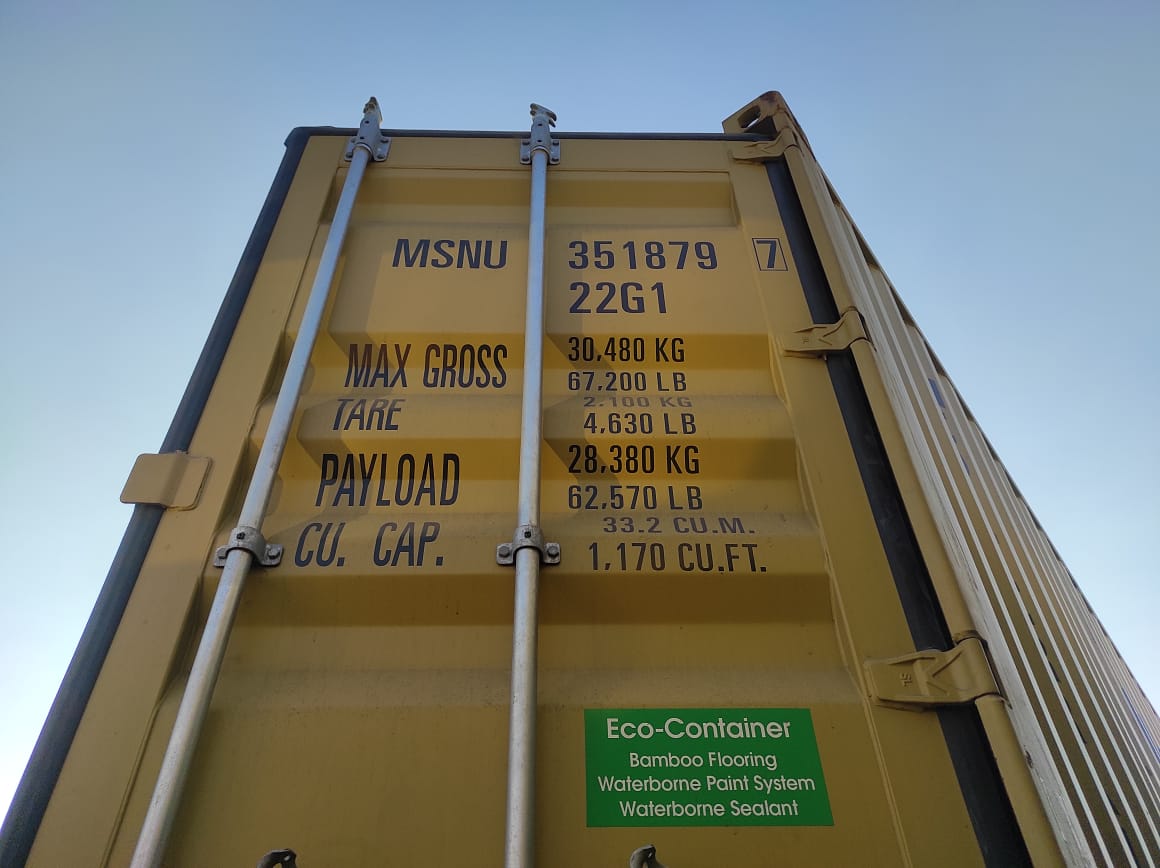 MSNU 351879 7
22G1
MAX GROSS 30,480 KG
67,200 LB
TARE 2,100 KG
4,630 LB
PAYLOAD 28,380 KG
62,570 LB
CU. CAP. 33.2 CU.M.
1,170 CU.FT.
Eco-Container
Bamboo Flooring
Waterborne Paint System
Waterborne Sealant